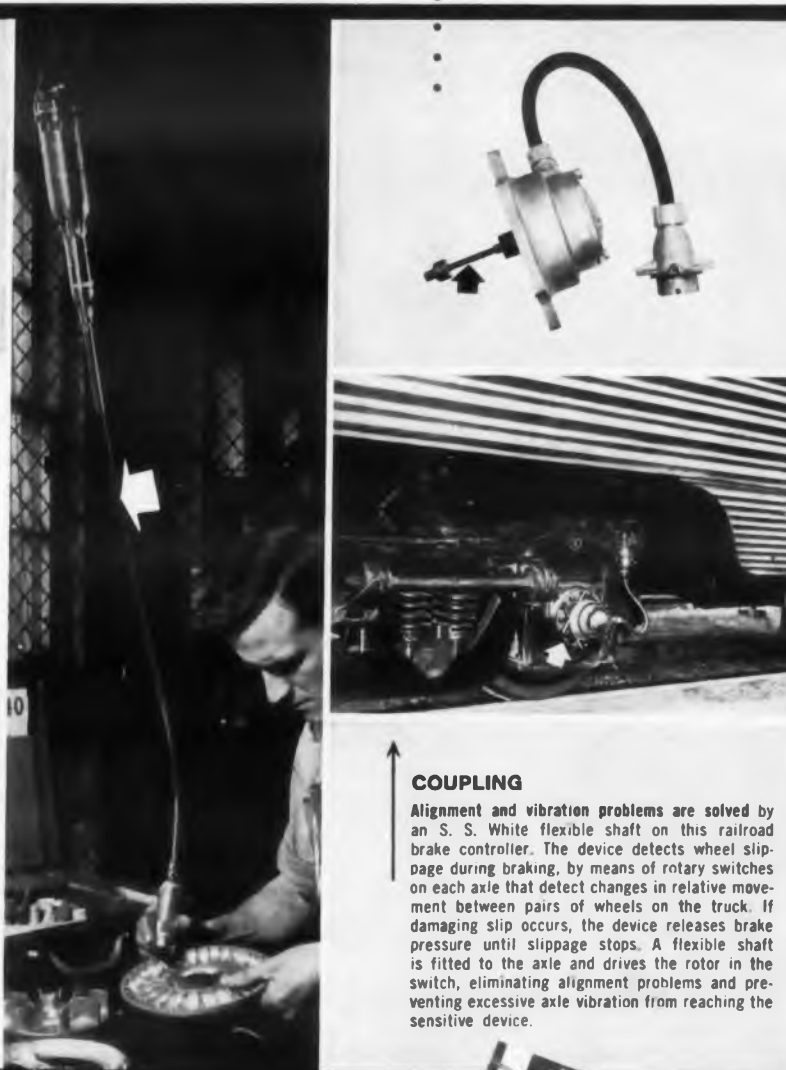 40
COUPLING
Alignment and vibration problems are solved by
an S. S. White flexible shaft on this railroad
brake controller. The device detects wheel slip-
page during braking, by means of rotary switches
on each axle that detect changes in relative move-
ment between pairs of wheels on the truck. If
damaging slip occurs, the device releases brake
pressure until slippage stops. A flexible shaft
is fitted to the axle and drives the rotor in the
switch, eliminating alignment problems and pre-
venting excessive axle vibration from reaching the
sensitive device.